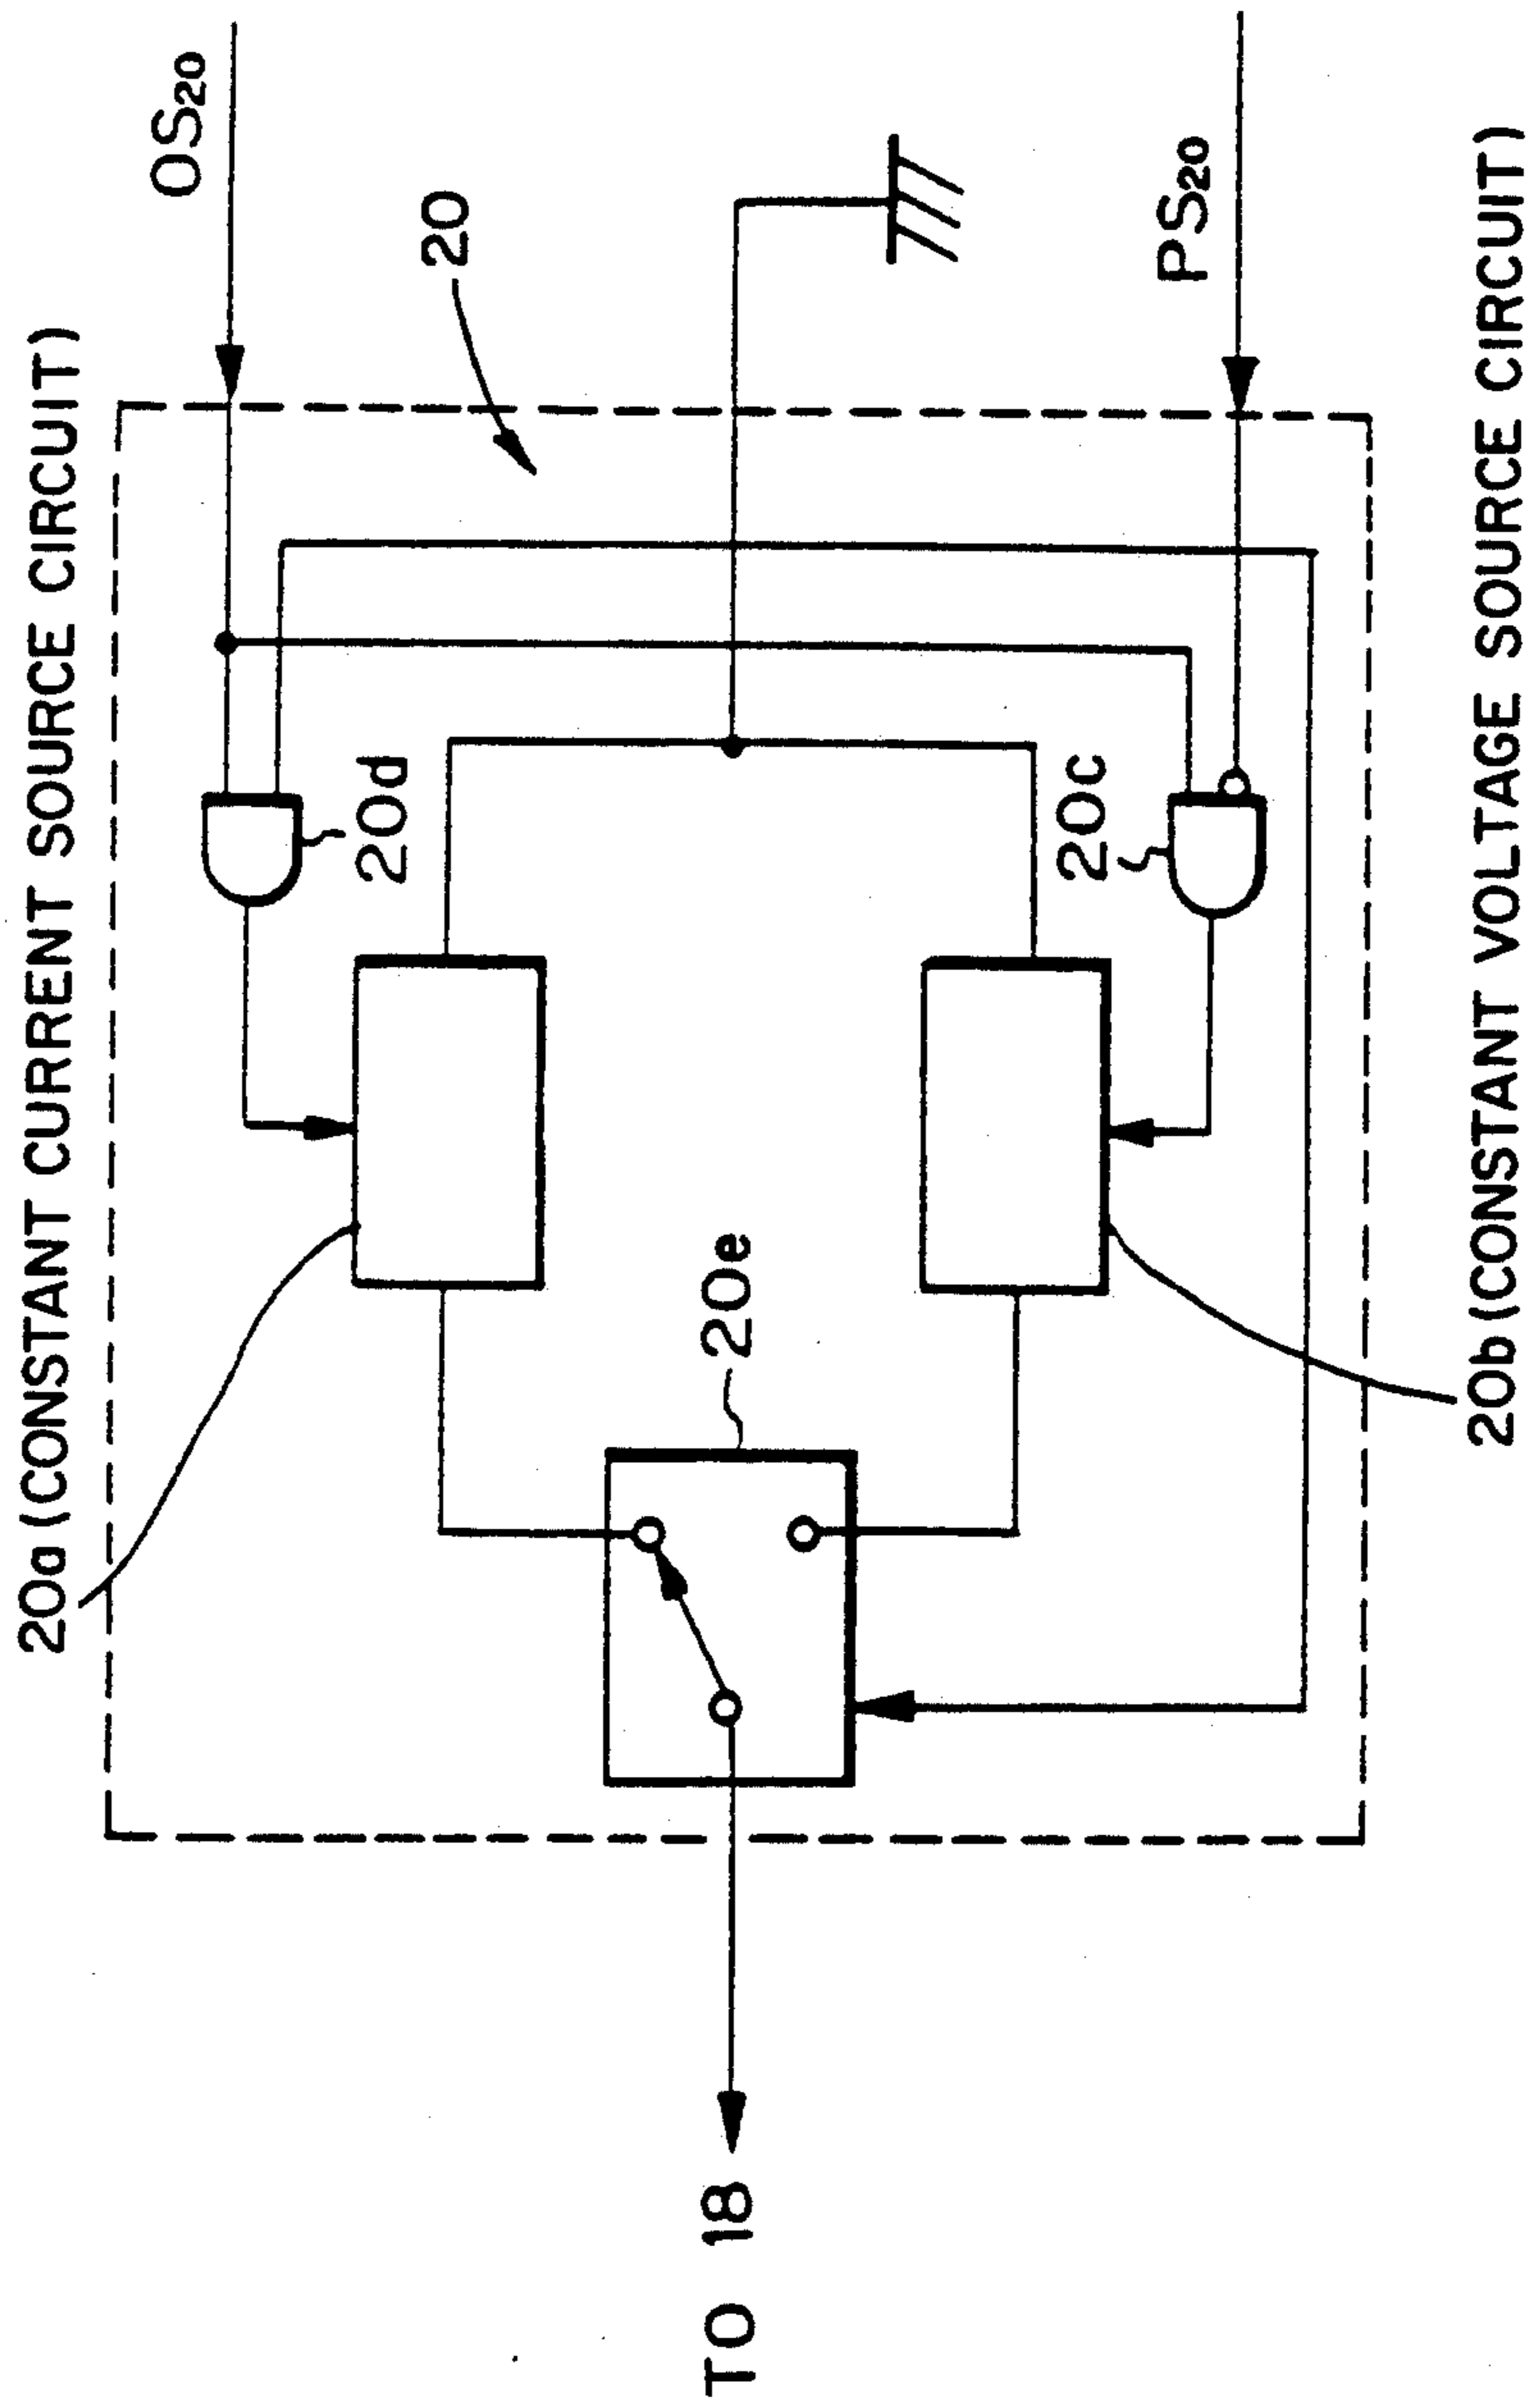 20a (CONSTANT CURRENT SOURCE CIRCUIT)
OS20
20
20d
20e
20c
PS20
TO 18
20b (CONSTANT VOLTAGE SOURCE CIRCUIT)